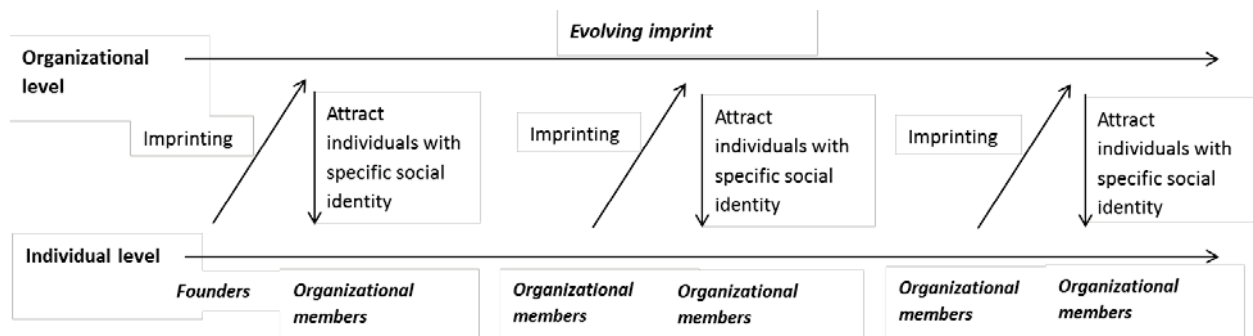 Evolving imprint
Organizational
level
Imprinting
Attract
individuals with
specific social
identity
Imprinting
Attract
individuals with
specific social
identity
Imprinting
Attract
individuals with
specific social
identity
Individual level
Founders
Organizational
members
Organizational
members
Organizational
members
Organizational
members
Organizational
members